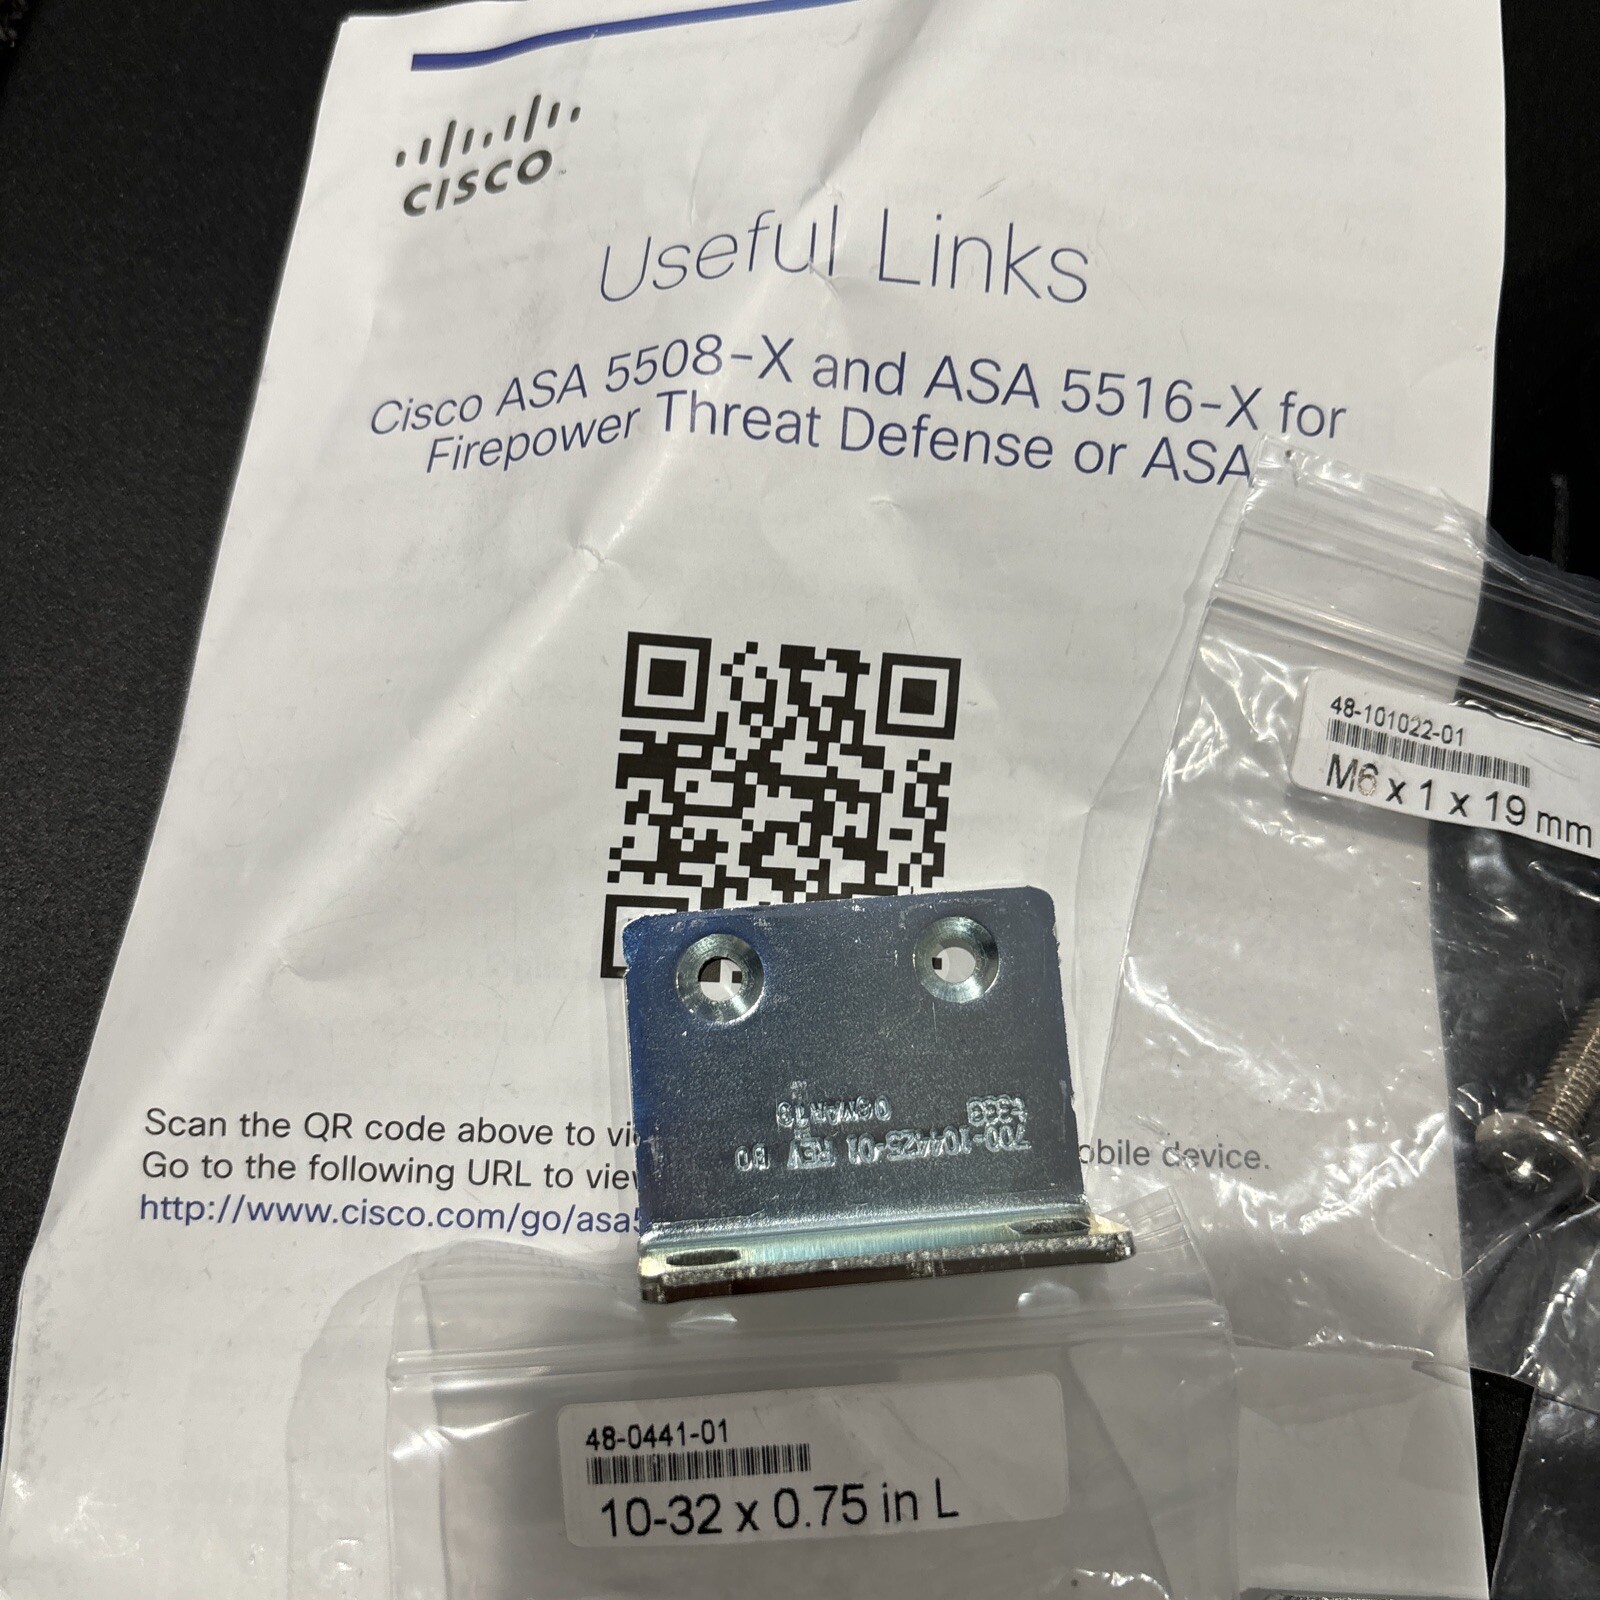 CISCO
Useful Links
Cisco ASA 5508-X and ASA 5516-X for
Firepower Threat Defense or ASA
48-101022-01
M6 x 1 x 19 mm
Scan the QR code above to
obile device.
Go to the following URL to
http://www.cisco.com/go/asa5
700-104425-01 REV B0
48-0441-01
10-32 x 0.75 in L